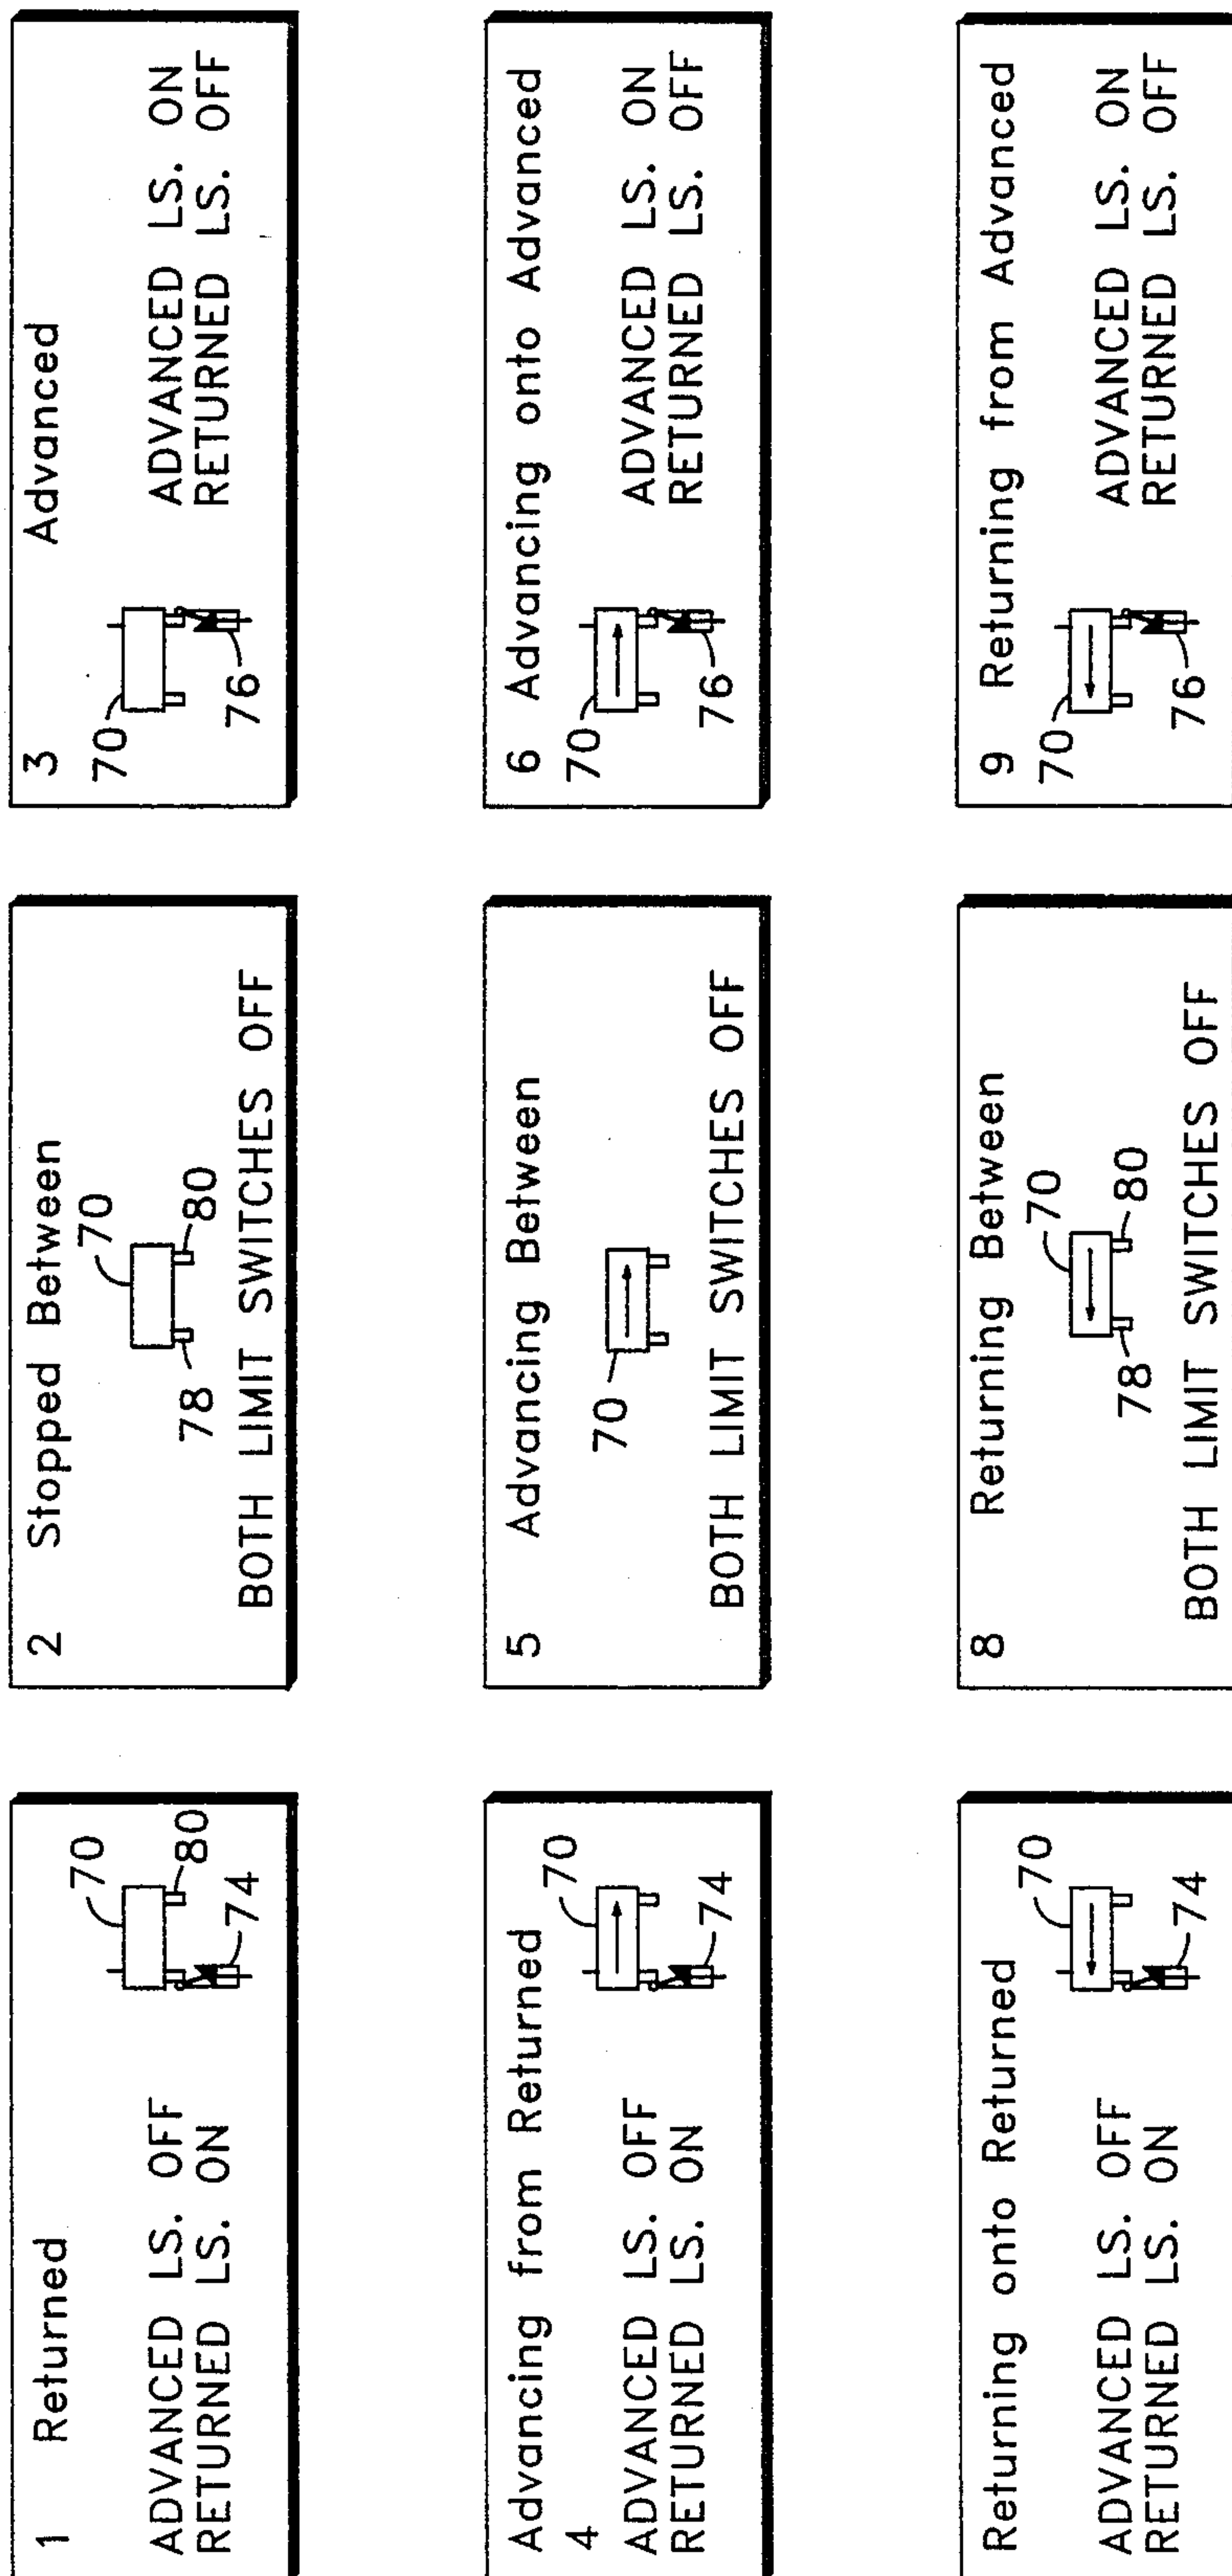 1 Returned
70
80
74
ADVANCED LS. OFF
RETURNED LS. ON
2 Stopped Between
70
78 80
BOTH LIMIT SWITCHES OFF
3 Advanced
70
76
ADVANCED LS. ON
RETURNED LS. OFF
Advancing from Returned
4
70
74
ADVANCED LS. OFF
RETURNED LS. ON
5 Advancing Between
70
BOTH LIMIT SWITCHES OFF
6 Advancing onto Advanced
70
76
ADVANCED LS. ON
RETURNED LS. OFF
Returning onto Returned
70
74
ADVANCED LS. OFF
RETURNED LS. ON
8 Returning Between
70
78 80
BOTH LIMIT SWITCHES OFF
9 Returning from Advanced
70
76
ADVANCED LS. ON
RETURNED LS. OFF